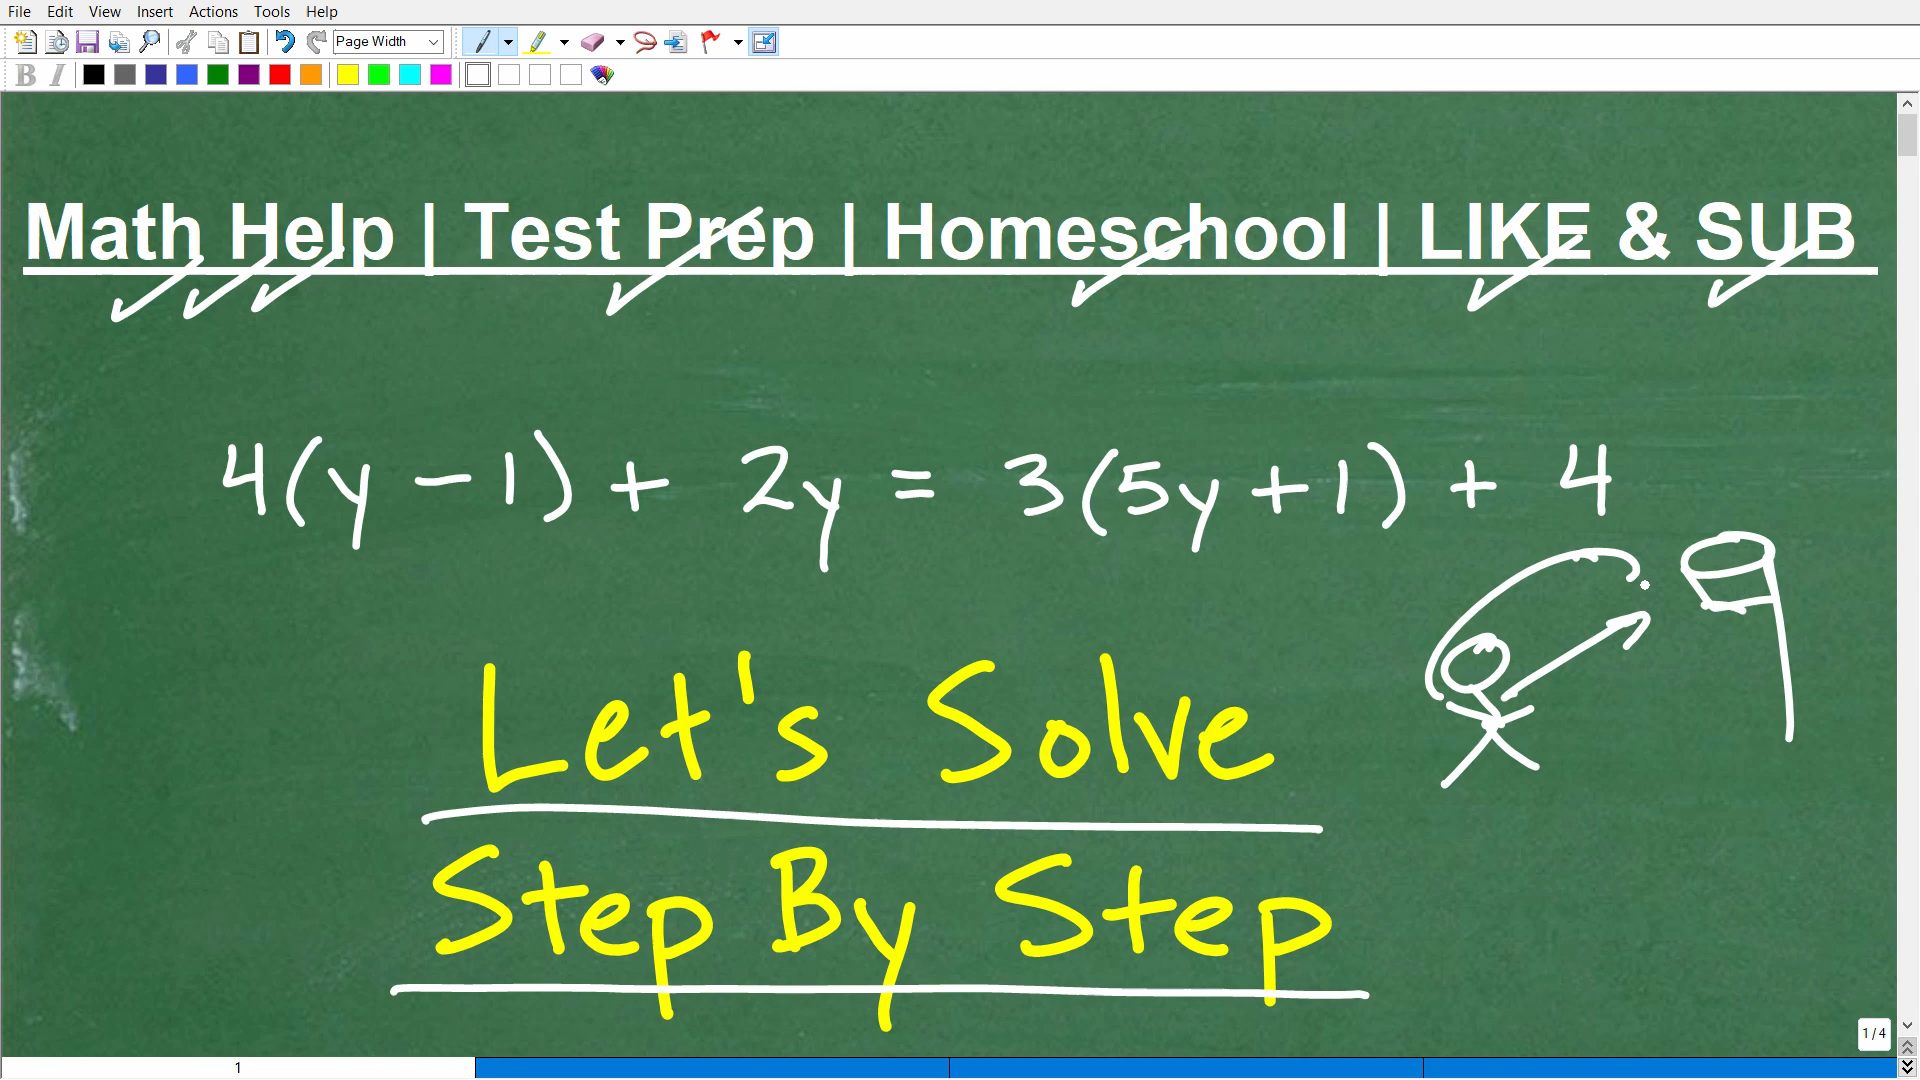 File Edit View Insert Actions Tools Help
Page Width
B I
Math Help | Test Prep | Homeschool | LIKE & SUB
4(y - 1) + 2y = 3(5y + 1) + 4
Let's Solve
Step By Step
1 / 4
1